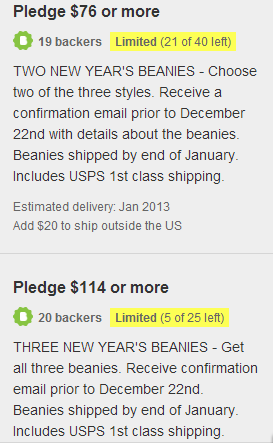 Pledge $76 or more
19 backers Limited (21 of 40 left)
TWO NEW YEAR'S BEANIES - Choose
two of the three styles. Receive a
confirmation email prior to December
22nd with details about the beanies.
Beanies shipped by end of January.
Includes USPS 1st class shipping.
Estimated delivery: Jan 2013
Add $20 to ship outside the US
Pledge $114 or more
20 backers Limited (5 of 25 left)
THREE NEW YEAR'S BEANIES - Get
all three beanies. Receive confirmation
email prior to December 22nd.
Beanies shipped by end of January.
Includes USPS 1st class shipping.